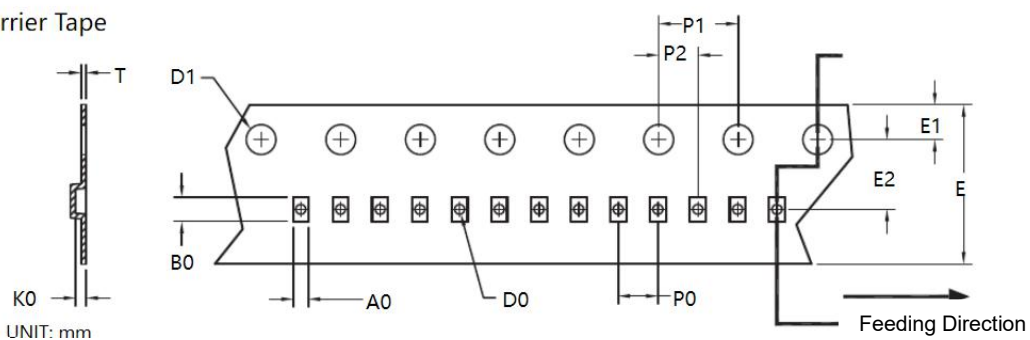 rrier Tape
P1
P2
T
D1
E1
E2
E
B0
K0
A0
D0
P0
UNIT: mm
Feeding Direction